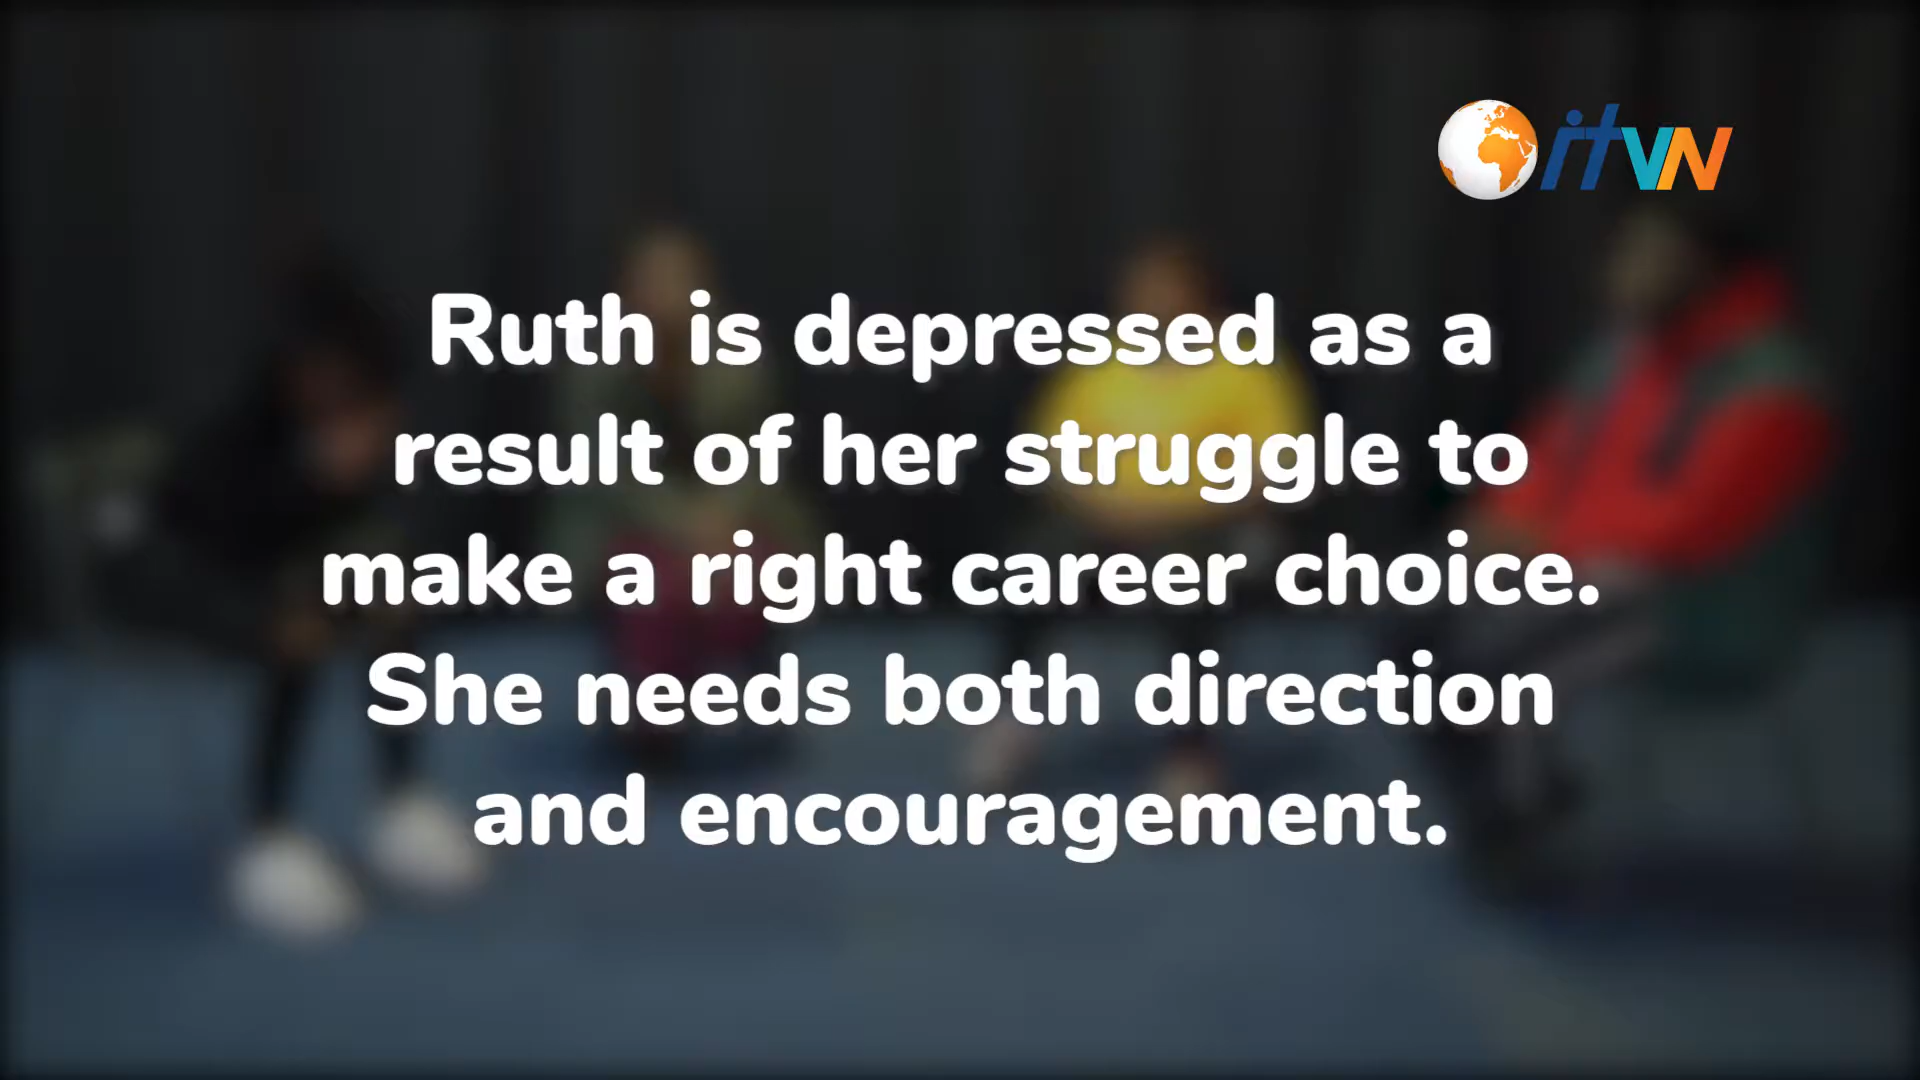 itVN
Ruth is depressed as a
result of her struggle to
make a right career choice.
She needs both direction
and encouragement.